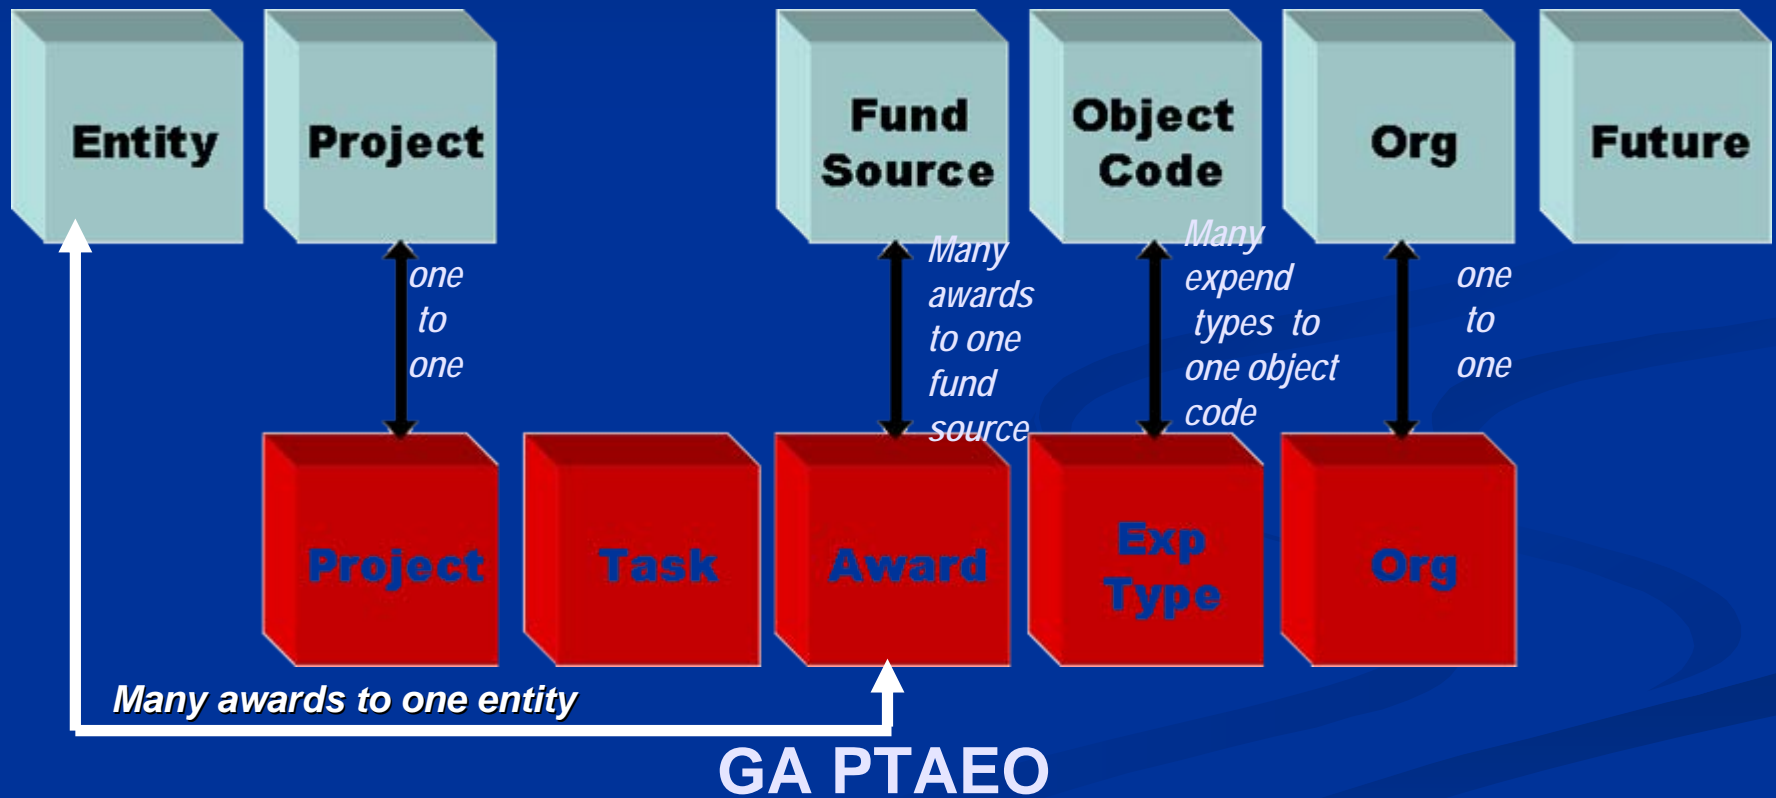 Entity
Project
Fund
Source
Object
Code
Org
Future
one
to
one
Many
awards
to one
fund
source
Many
expend
types to
one object
code
one
to
one
Project
Task
Award
Exp
Type
Org
Many awards to one entity
GA PTAEO